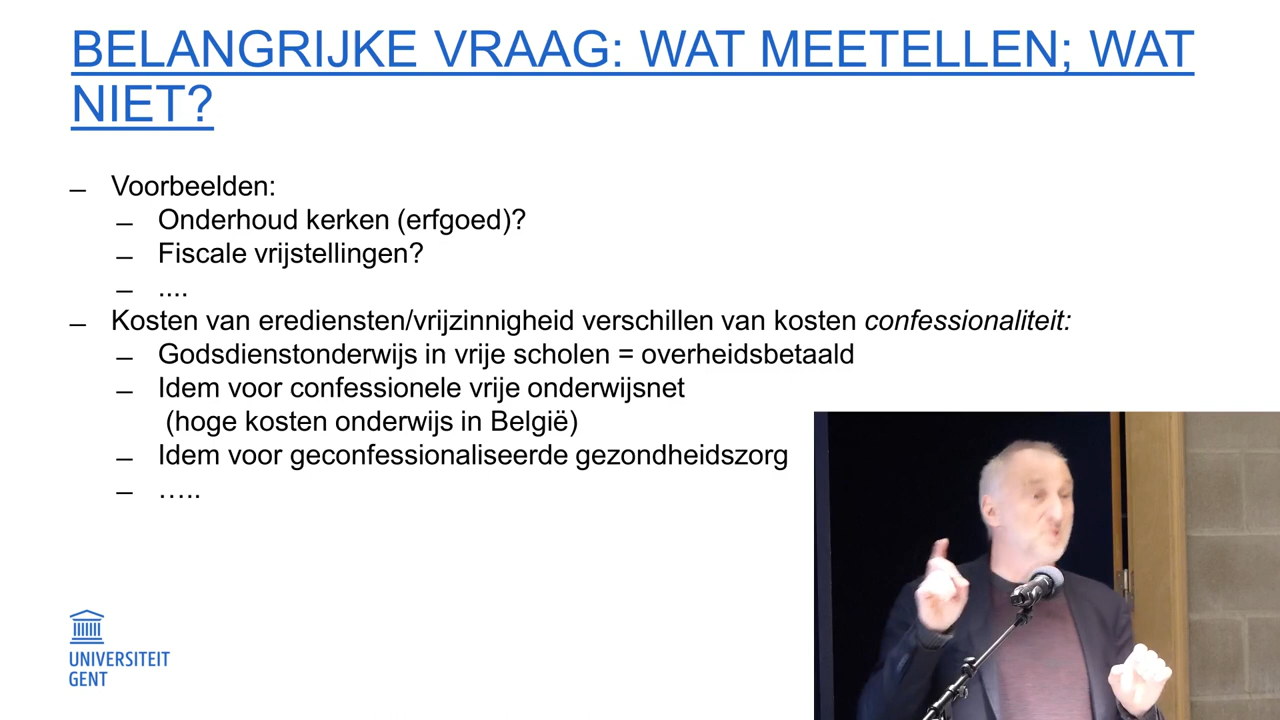 BELANGRIJKE VRAAG: WAT MEETELLEN; WAT
NIET?
– Voorbeelden:
– Onderhoud kerken (erfgoed)?
– Fiscale vrijstellingen?
– ....
– Kosten van erediensten/vrijzinnigheid verschillen van kosten confessionaliteit:
– Godsdienstonderwijs in vrije scholen = overheidsbetaald
– Idem voor confessionele vrije onderwijsnet
(hoge kosten onderwijs in België)
– Idem voor geconfessionaliseerde gezondheidszorg
– …..
UNIVERSITEIT
GENT